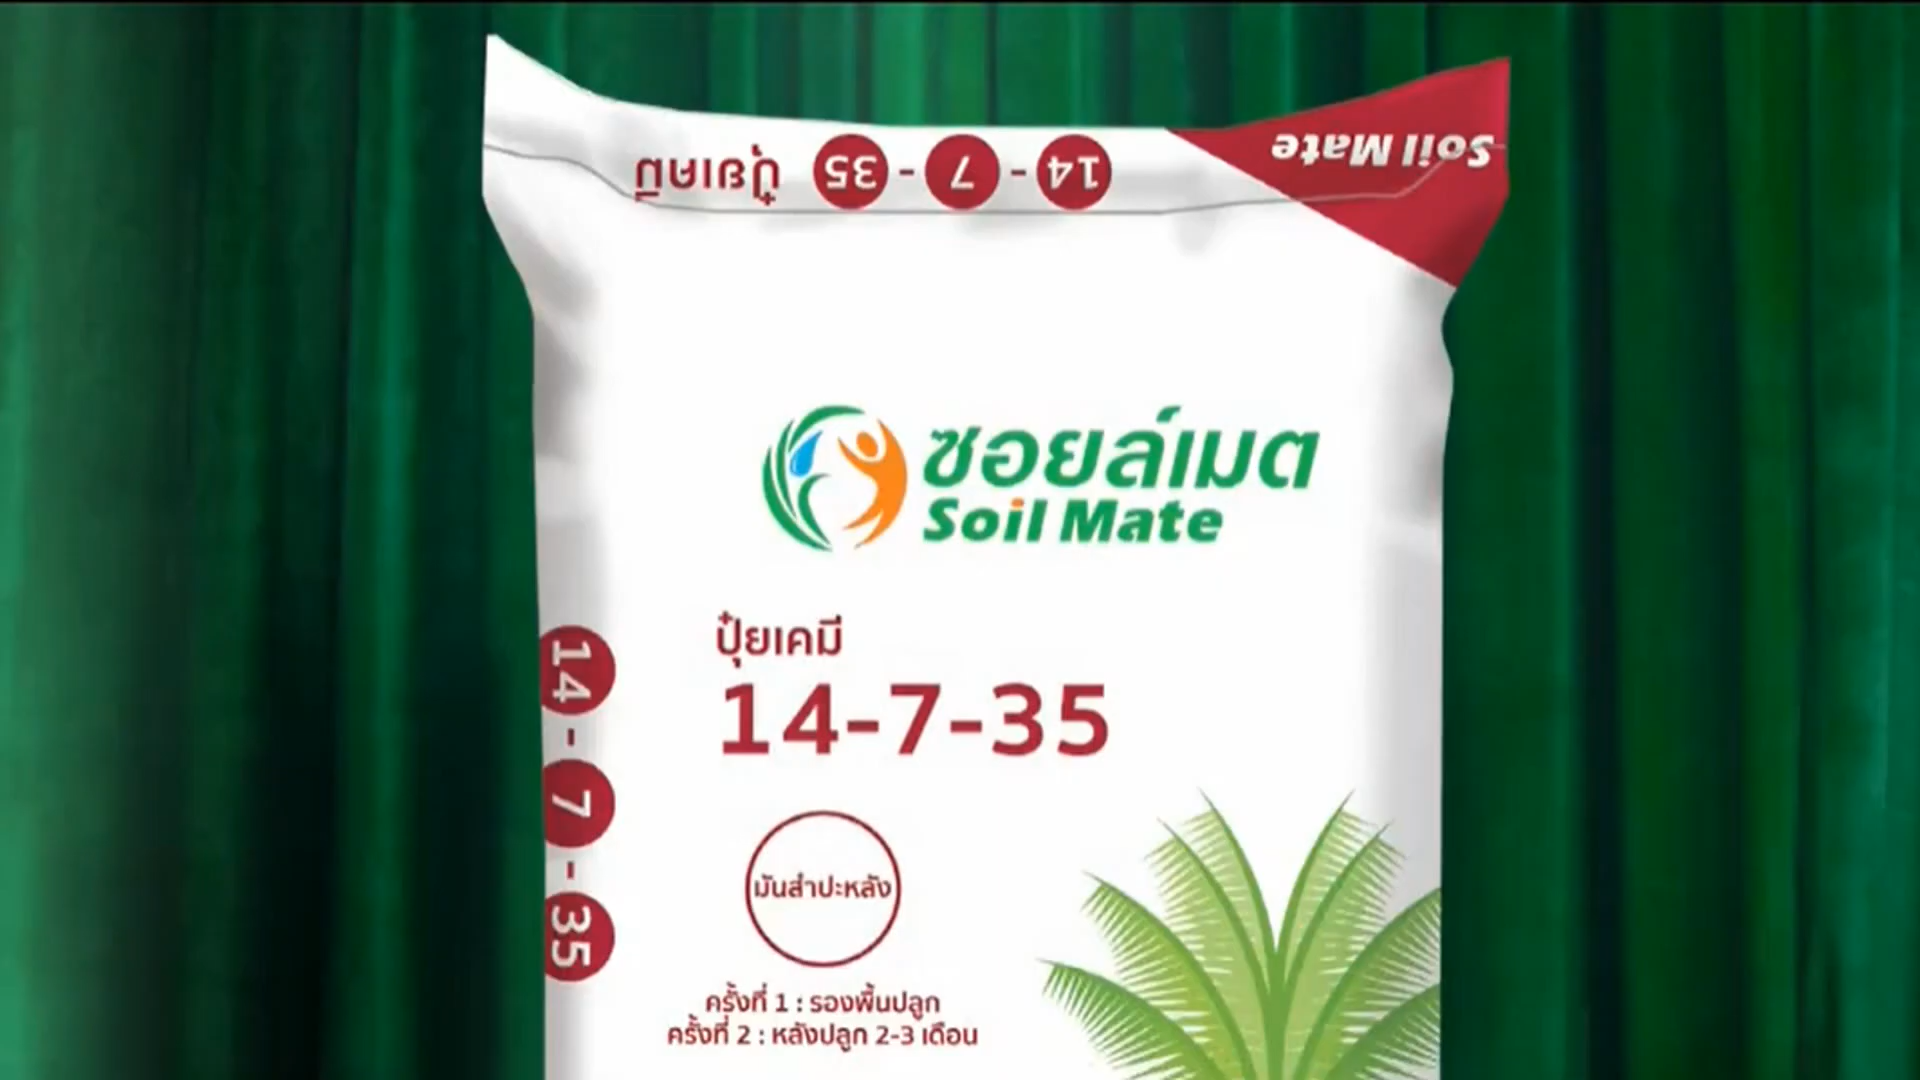 ปุ๋ยเคมี 35 - 7 - 14
Soil Mate
ซอยล์เมต
Soil Mate
ปุ๋ยเคมี
14-7-35
14 - 7 - 35
มันสำปะหลัง
ครั้งที่ 1 : รองพื้นปลูก
ครั้งที่ 2 : หลังปลูก 2-3 เดือน